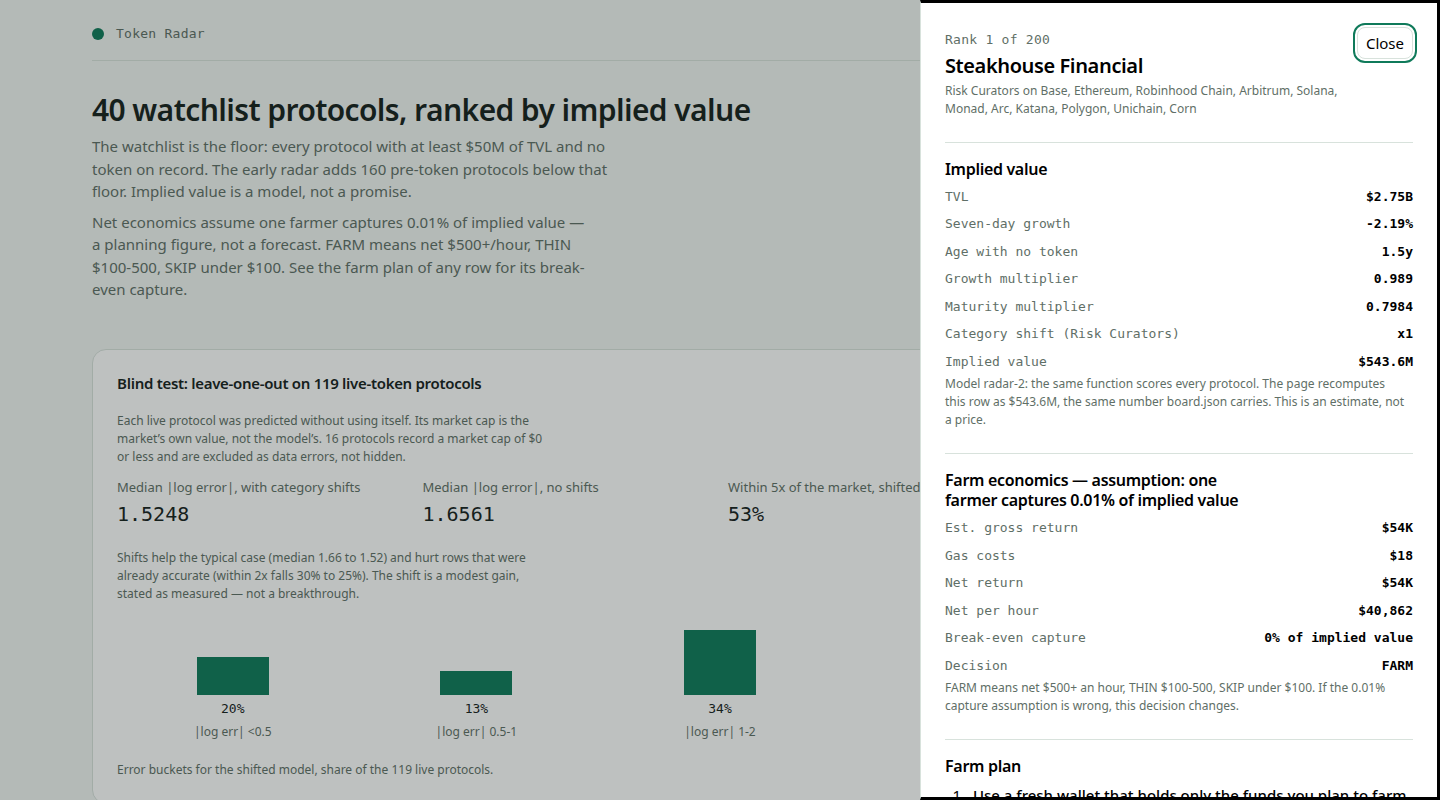 Token Radar
40 watchlist protocols, ranked by implied value
The watchlist is the floor: every protocol with at least $50M of TVL and no
token on record. The early radar adds 160 pre-token protocols below that
floor. Implied value is a model, not a promise.
Net economics assume one farmer captures 0.01% of implied value —
a planning figure, not a forecast. FARM means net $500+/hour, THIN
$100-500, SKIP under $100. See the farm plan of any row for its break-
even capture.
Blind test: leave-one-out on 119 live-token protocols
Each live protocol was predicted without using itself. Its market cap is the
market's own value, not the model's. 16 protocols record a market cap of $0
or less and are excluded as data errors, not hidden.
Median |log error|, with category shifts
1.5248
Median |log error|, no shifts
1.6561
Within 5x of the market, shifted
53%
Shifts help the typical case (median 1.66 to 1.52) and hurt rows that were
already accurate (within 2x falls 30% to 25%). The shift is a modest gain,
stated as measured — not a breakthrough.
20%
|log err| <0.5
13%
|log err| 0.5-1
34%
|log err| 1-2
Error buckets for the shifted model, share of the 119 live protocols.
Rank 1 of 200
Close
Steakhouse Financial
Risk Curators on Base, Ethereum, Robinhood Chain, Arbitrum, Solana,
Monad, Arc, Katana, Polygon, Unichain, Corn
Implied value
TVL $2.75B
Seven-day growth -2.19%
Age with no token 1.5y
Growth multiplier 0.989
Maturity multiplier 0.7984
Category shift (Risk Curators) x1
Implied value $543.6M
Model radar-2: the same function scores every protocol. The page recomputes
this row as $543.6M, the same number board.json carries. This is an estimate, not
a price.
Farm economics — assumption: one
farmer captures 0.01% of implied value
Est. gross return $54K
Gas costs $18
Net return $54K
Net per hour $40,862
Break-even capture 0% of implied value
Decision FARM
FARM means net $500+ an hour, THIN $100-500, SKIP under $100. If the 0.01%
capture assumption is wrong, this decision changes.
Farm plan
1. Use a fresh wallet that holds only the funds you plan to farm